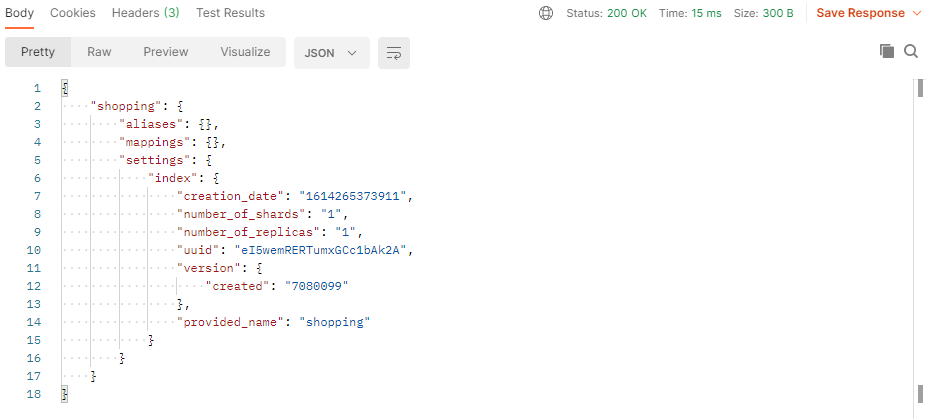 Body Cookies Headers (3) Test Results Status: 200 OK Time: 15 ms Size: 300 B Save Response
Pretty Raw Preview Visualize JSON
1 {
2 "shopping": {
3 "aliases": {},
4 "mappings": {},
5 "settings": {
6 "index": {
7 "creation_date": "1614265373911",
8 "number_of_shards": "1",
9 "number_of_replicas": "1",
10 "uuid": "eI5wemRERTumxGCc1bAk2A",
11 "version": {
12 "created": "7080099"
13 },
14 "provided_name": "shopping"
15 }
16 }
17 }
18 }